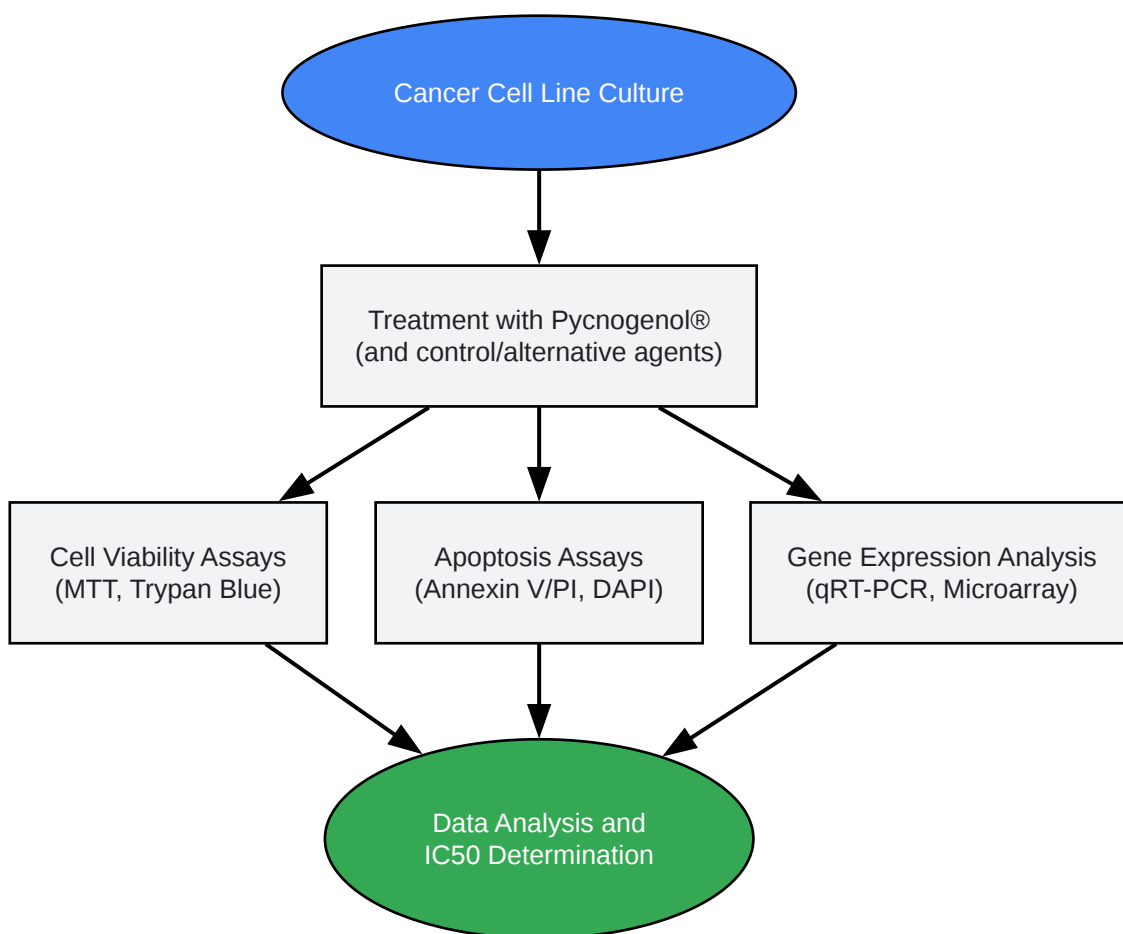 Cancer Cell Line Culture
Treatment with Pycnogenol®
(and control/alternative agents)
Cell Viability Assays
(MTT, Trypan Blue)
Apoptosis Assays
(Annexin V/PI, DAPI)
Gene Expression Analysis
(qRT-PCR, Microarray)
Data Analysis and
IC50 Determination